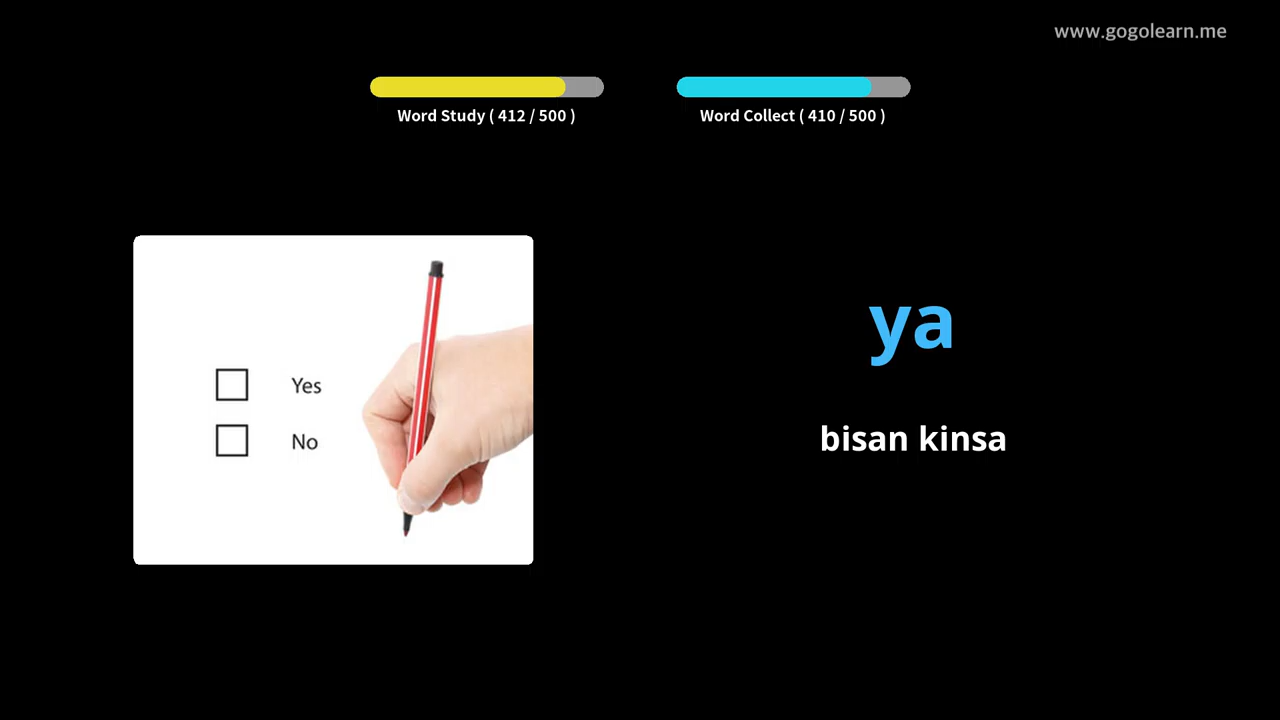 www.gogolearn.me
Word Study ( 412 / 500 )
Word Collect ( 410 / 500 )
Yes
No
ya
bisan kinsa